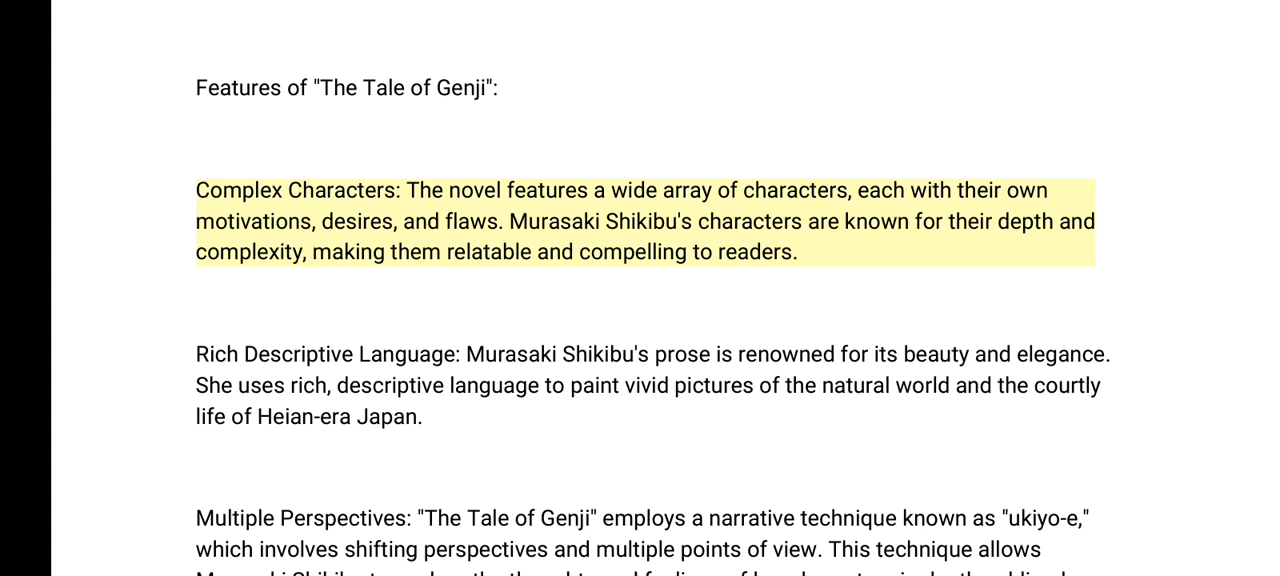 Features of "The Tale of Genji":
Complex Characters: The novel features a wide array of characters, each with their own
motivations, desires, and flaws. Murasaki Shikibu's characters are known for their depth and
complexity, making them relatable and compelling to readers.
Rich Descriptive Language: Murasaki Shikibu's prose is renowned for its beauty and elegance.
She uses rich, descriptive language to paint vivid pictures of the natural world and the courtly
life of Heian-era Japan.
Multiple Perspectives: "The Tale of Genji" employs a narrative technique known as "ukiyo-e,"
which involves shifting perspectives and multiple points of view. This technique allows